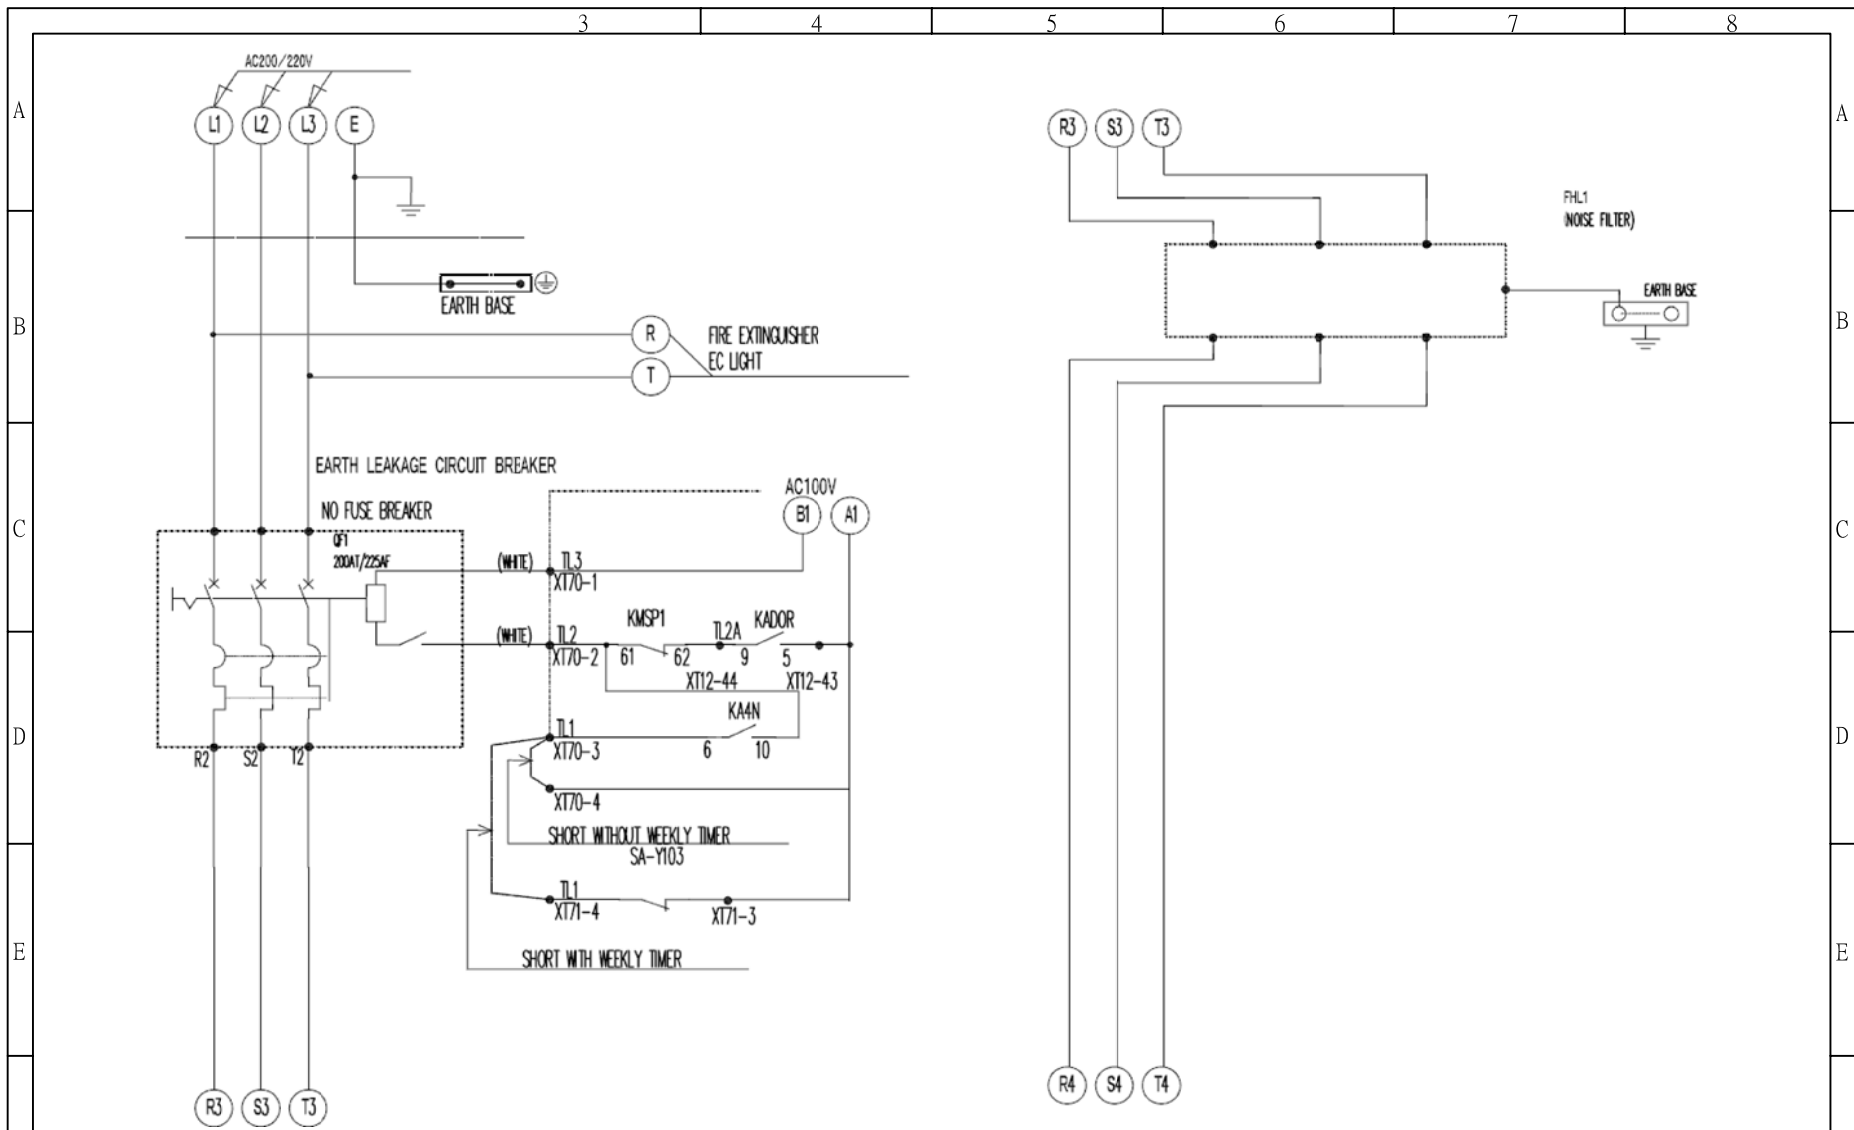 3 4 5 6 7 8
A A
AC200/220V
L1 L2 L3 E
R3 S3 T3
FHL1
(NOISE FILTER)
EARTH BASE
EARTH BASE
B B
R
FIRE EXTINGUISHER
T
EC LIGHT
EARTH LEAKAGE CIRCUIT BREAKER
AC100V
NO FUSE BREAKER
B1 A1
C C
QF1
200AT/225AF
(WHITE) TL3
XT70-1
KMSP1
(WHITE) TL2 TL2A KADOR
XT70-2 61 62 9 5
XT12-44 XT12-43
KA4N
D D
TL1
R2 S2 T2 XT70-3 6 10
XT70-4
SHORT WITHOUT WEEKLY TIMER
SA-Y103
TL1
XT71-4 XT71-3
E E
SHORT WITH WEEKLY TIMER
R3 S3 T3
R4 S4 T4